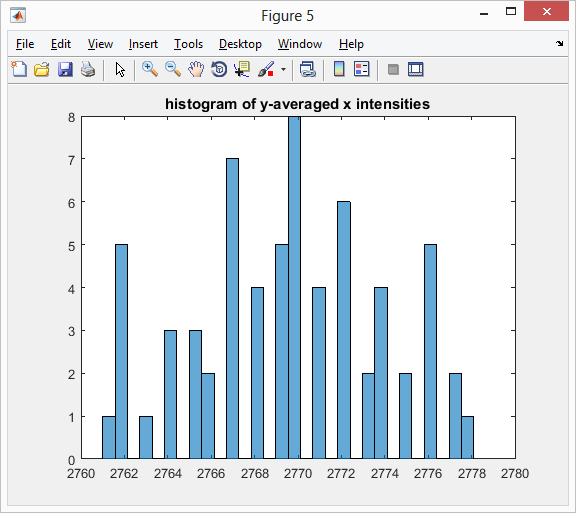 Figure 5
File Edit View Insert Tools Desktop Window Help
histogram of y-averaged x intensities
8
7
6
5
4
3
2
1
0
2760 2762 2764 2766 2768 2770 2772 2774 2776 2778 2780